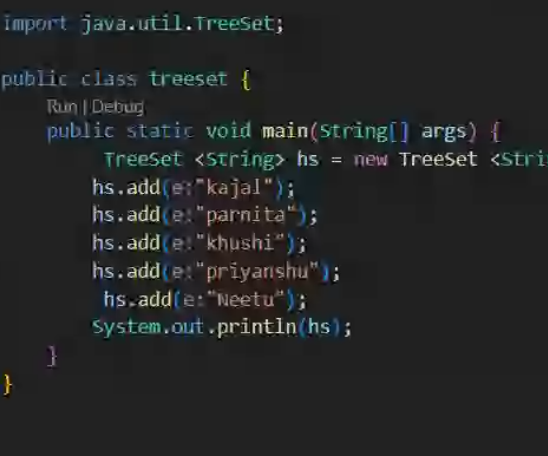 import java.util.TreeSet;
public class treeset {
Run | Debug
public static void main(String[] args) {
TreeSet <String> hs = new TreeSet <Stri
hs.add(e:"kajal");
hs.add(e:"parnita");
hs.add(e:"khushi");
hs.add(e:"priyanshu");
hs.add(e:"Neetu");
System.out.println(hs);
}
}